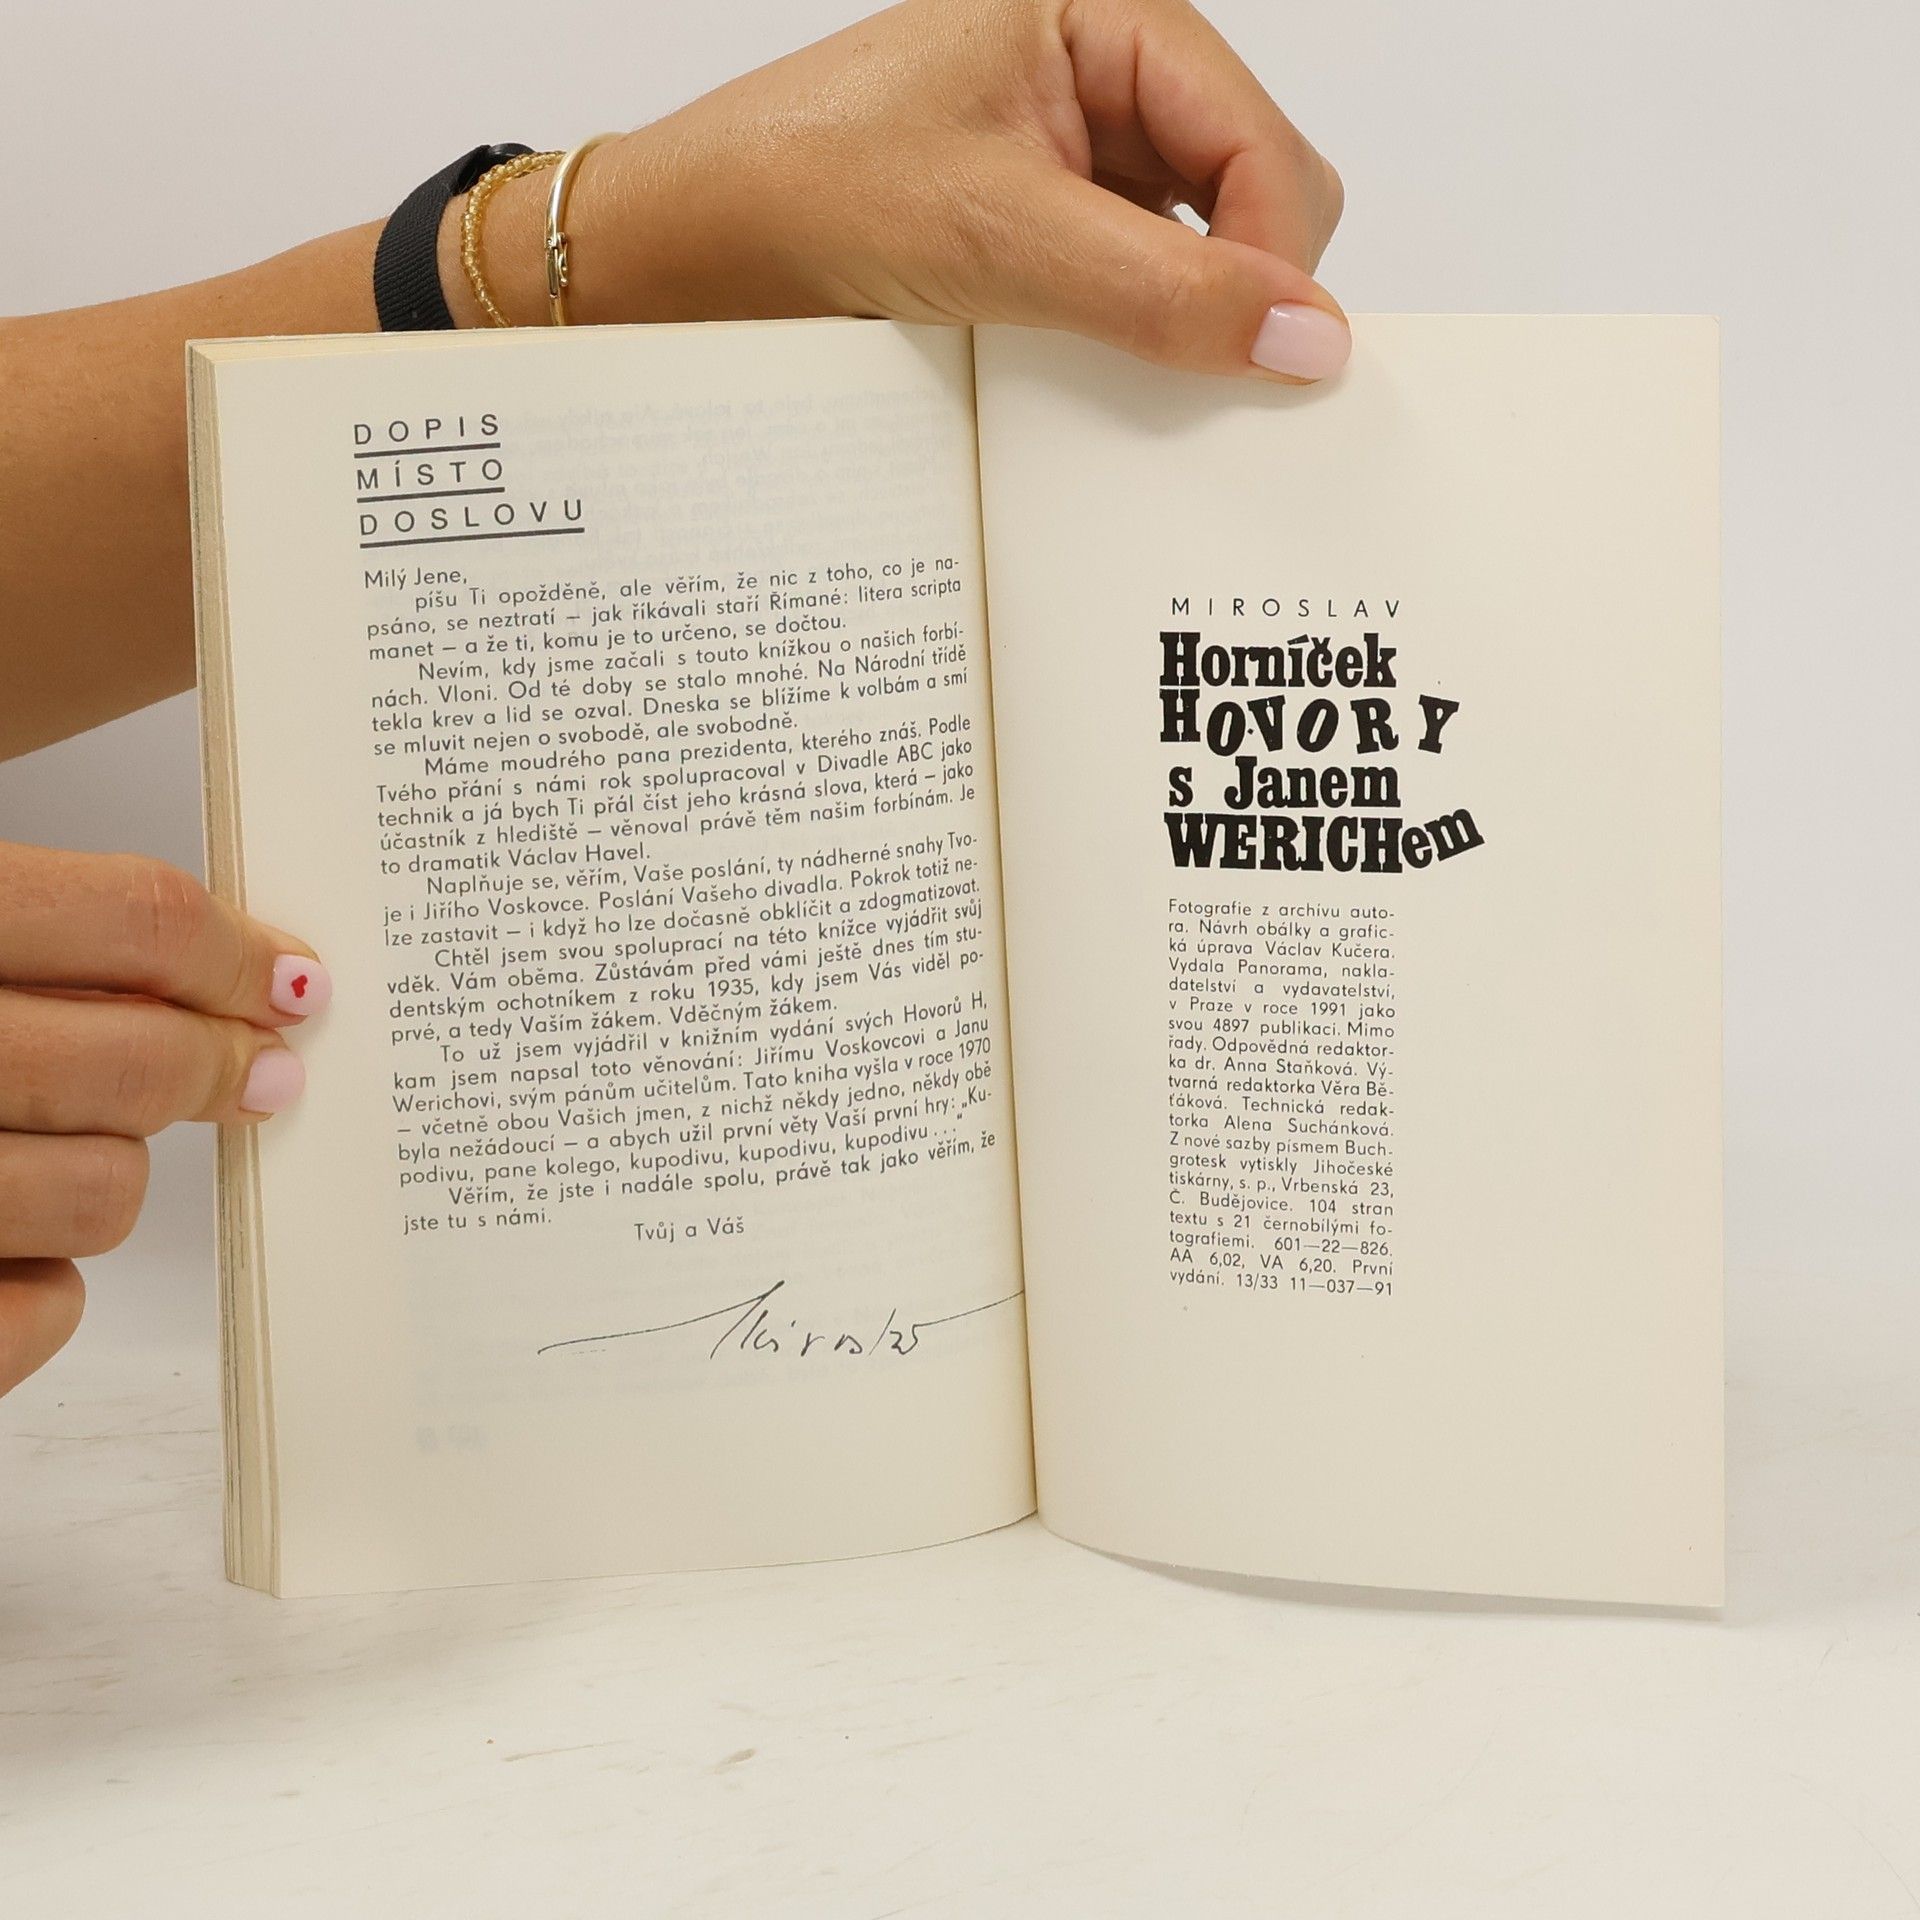 DOPIS
MÍSTO
DOSLOVU
Milý Jene,
píšu Ti opožděně, ale věřím, že nic z toho, co je na-
psáno, se neztratí – jak říkávali staří Římané: litera scripta
manet – a že ti, komu je to určeno, se dočtou.
Nevím, kdy jsme začali s touto knížkou o našich forbí-
nách. Vloni. Od té doby se stalo mnohé. Na Národní třídě
tekla krev a lid se ozval. Dneska se blížíme k volbám a smí
se mluvit nejen o svobodě, ale svobodně.
Máme moudrého pana prezidenta, kterého znáš. Podle
Tvého přání s námi rok spolupracoval v Divadle ABC jako
technik a já bych Ti přál číst jeho krásná slova, která – jako
účastník z hlediště – věnoval právě těm našim forbínám. Je
to dramatik Václav Havel.
Naplňuje se, věřím, Vaše poslání, ty nádherné snahy Tvo-
je i Jiřího Voskovce. Poslání Vašeho divadla. Pokrok totiž ne-
lze zastavit – i když ho lze dočasně obklíčit a zdogmatizovat.
Chtěl jsem svou spoluprací na této knížce vyjádřit svůj
vděk. Vám oběma. Zůstávám před vámi ještě dnes tím stu-
dentským ochotníkem z roku 1935, kdy jsem Vás viděl po-
prvé, a tedy Vaším žákem. Vděčným žákem.
To už jsem vyjádřil v knižním vydání svých Hovorů H,
kam jsem napsal toto věnování: Jiřímu Voskovcovi a Janu
Werichovi, svým pánům učitelům. Tato kniha vyšla v roce 1970
– včetně obou Vašich jmen, z nichž někdy jedno, někdy obě
byla nežádoucí – a abych užil první věty Vaší první hry: „Ku-
podivu, pane kolego, kupodivu, kupodivu, kupodivu . . .“
Věřím, že jste i nadále spolu, právě tak jako věřím, že
jste tu s námi.
Tvůj a Váš
Miroslav
MIROSLAV
Horníček
HOVORY
s Janem
WERICHem
Fotografie z archívu auto-
ra. Návrh obálky a grafic-
ká úprava Václav Kučera.
Vydala Panorama, nakla-
datelství a vydavatelství,
v Praze v roce 1991 jako
svou 4897 publikaci. Mimo
řady. Odpovědná redaktor-
ka dr. Anna Staňková. Vý-
tvarná redaktorka Věra Bě-
ťáková. Technická redak-
torka Alena Suchánková.
Z nové sazby písmem Buch-
grotesk vytiskly Jihočeské
tiskárny, s. p., Vrbenská 23,
Č. Budějovice. 104 stran
textu s 21 černobílými fo-
tografiemi. 601—22—826.
AA 6,02, VA 6,20. První
vydání. 13/33 11—037—91